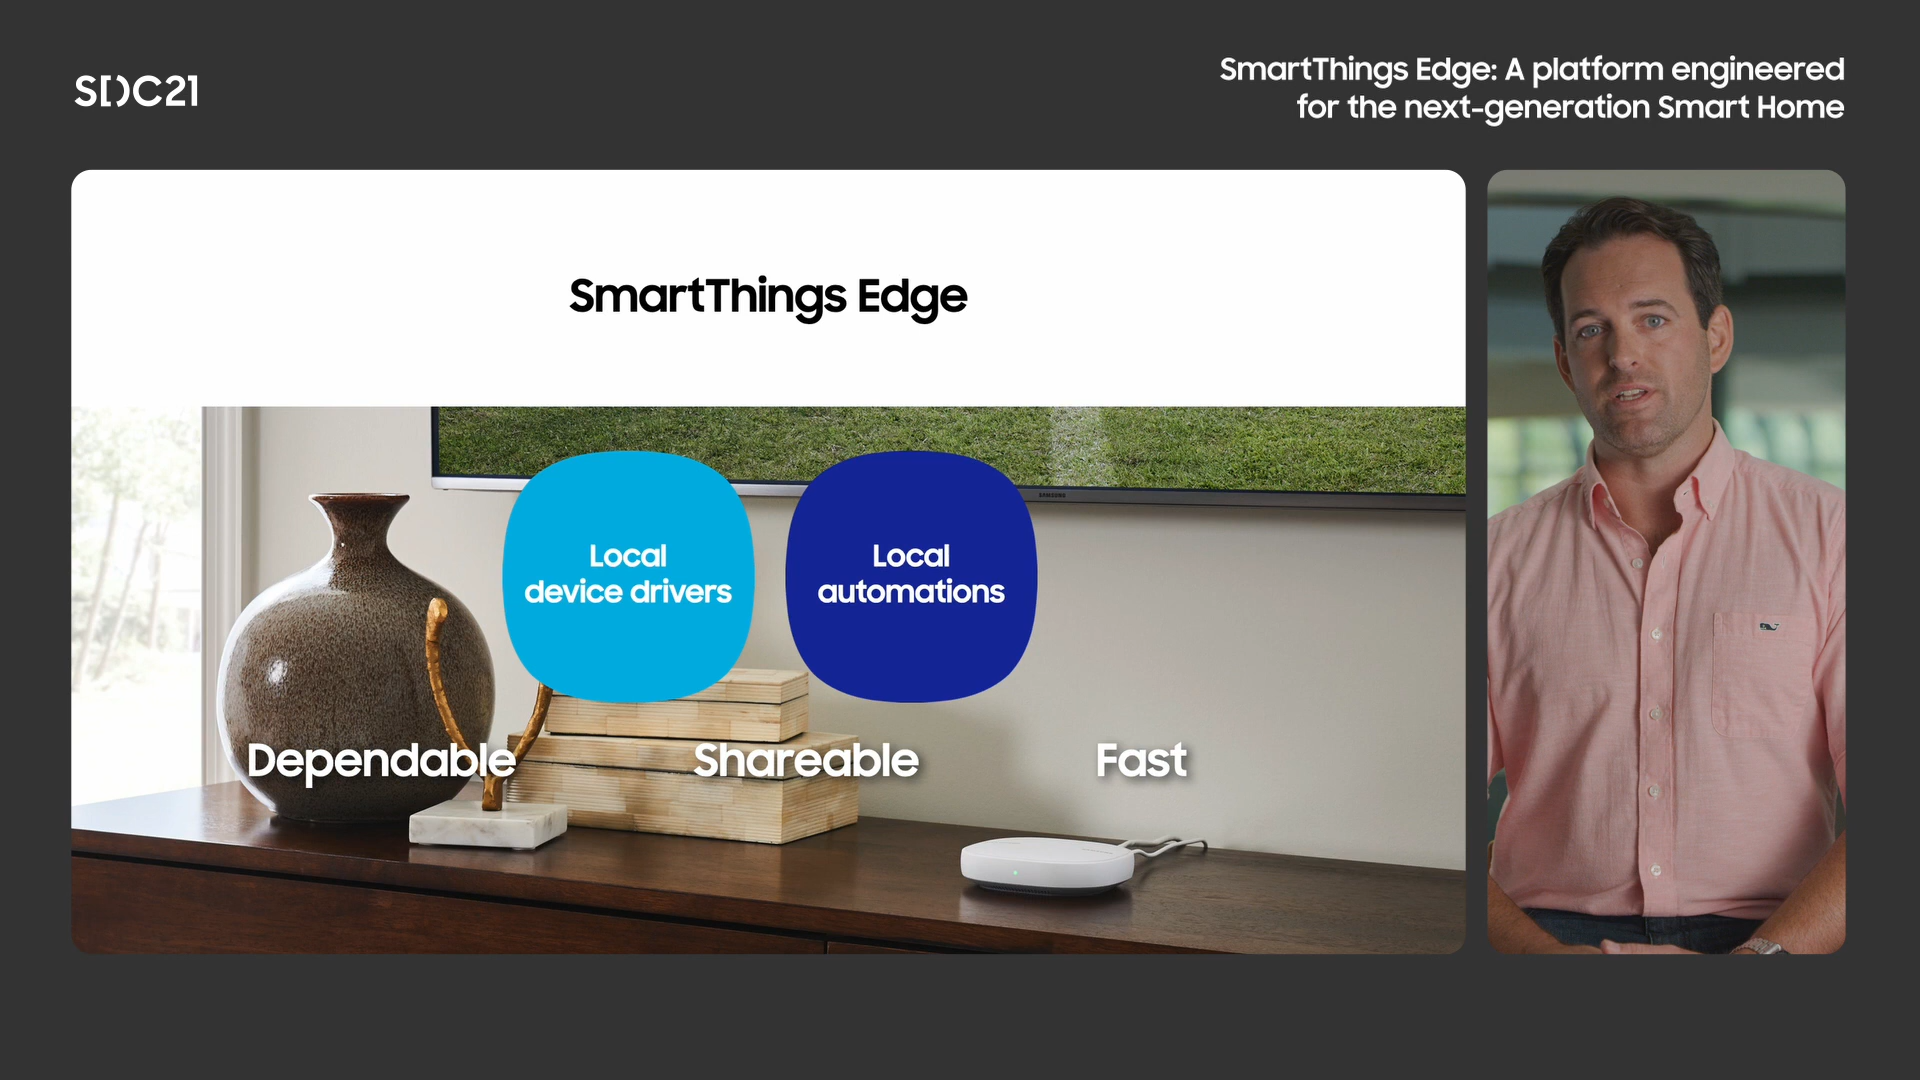 SDC21
SmartThings Edge: A platform engineered
for the next-generation Smart Home
SmartThings Edge
SAMSUNG
Local
device drivers
Local
automations
Dependable
Shareable
Fast